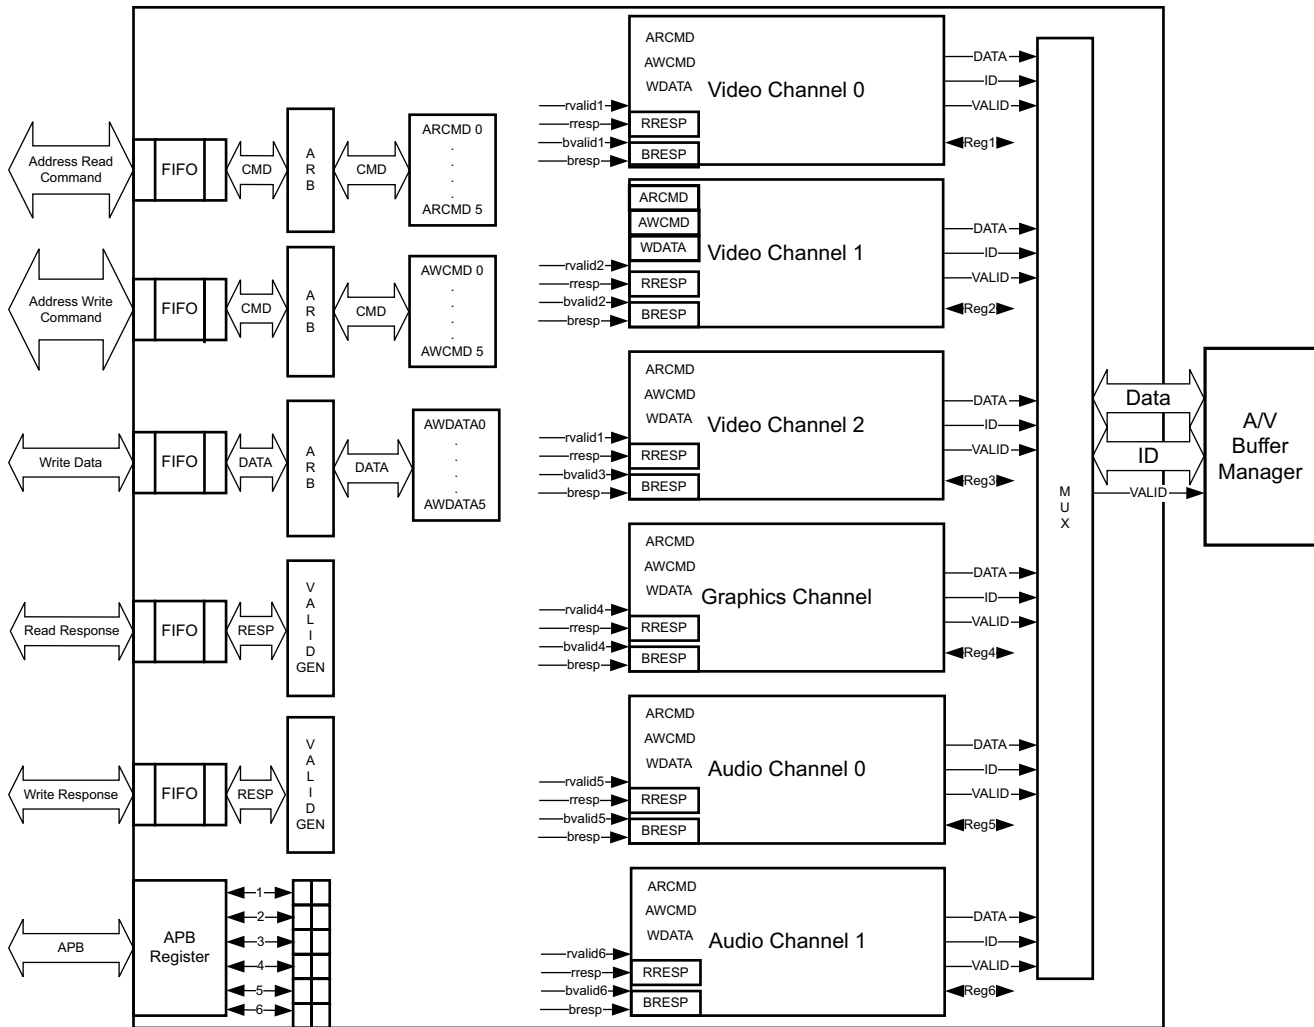 Address Read
Command
FIFO
CMD
A
R
B
CMD
ARCMD 0
.
.
.
.
ARCMD 5
Address Write
Command
FIFO
CMD
A
R
B
CMD
AWCMD 0
.
.
.
.
AWCMD 5
Write Data
FIFO
DATA
A
R
B
DATA
AWDATA0
.
.
.
.
AWDATA5
Read Response
FIFO
RESP
V
A
L
I
D
GEN
Write Response
FIFO
RESP
V
A
L
I
D
GEN
APB
APB
Register
1
2
3
4
5
6
ARCMD
AWCMD
WDATA
Video Channel 0
rvalid1
rresp
bvalid1
bresp
RRESP
BRESP
DATA
ID
VALID
Reg1
ARCMD
AWCMD
WDATA
Video Channel 1
rvalid2
rresp
bvalid2
bresp
RRESP
BRESP
DATA
ID
VALID
Reg2
ARCMD
AWCMD
WDATA
Video Channel 2
rvalid1
rresp
bvalid3
bresp
RRESP
BRESP
DATA
ID
VALID
Reg3
ARCMD
AWCMD
WDATA
Graphics Channel
rvalid4
rresp
bvalid4
bresp
RRESP
BRESP
DATA
ID
VALID
Reg4
ARCMD
AWCMD
WDATA
Audio Channel 0
rvalid5
rresp
bvalid5
bresp
RRESP
BRESP
DATA
ID
VALID
Reg5
ARCMD
AWCMD
WDATA
Audio Channel 1
rvalid6
rresp
bvalid6
bresp
RRESP
BRESP
DATA
ID
VALID
Reg6
M
U
X
Data
ID
VALID
A/V
Buffer
Manager